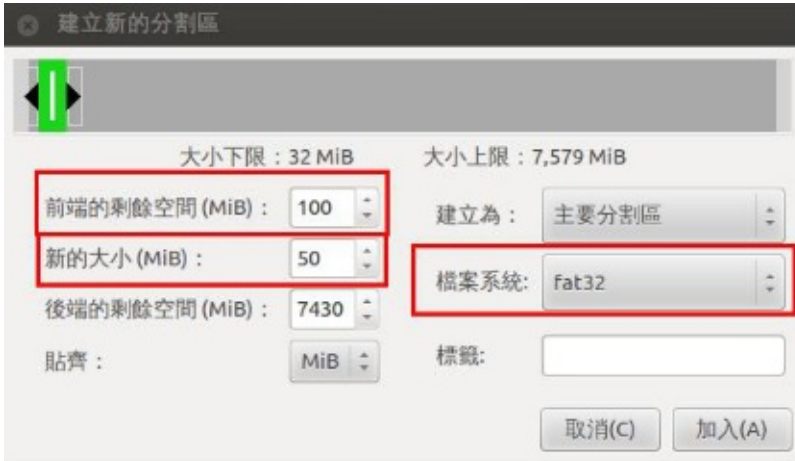 建立新的分割區
大小下限：32 MiB
大小上限：7,579 MiB
前端的剩餘空間 (MiB)： 100
建立為： 主要分割區
新的大小 (MiB)： 50
檔案系統: fat32
後端的剩餘空間 (MiB)： 7430
貼齊： MiB
標籤:
取消(C)
加入(A)